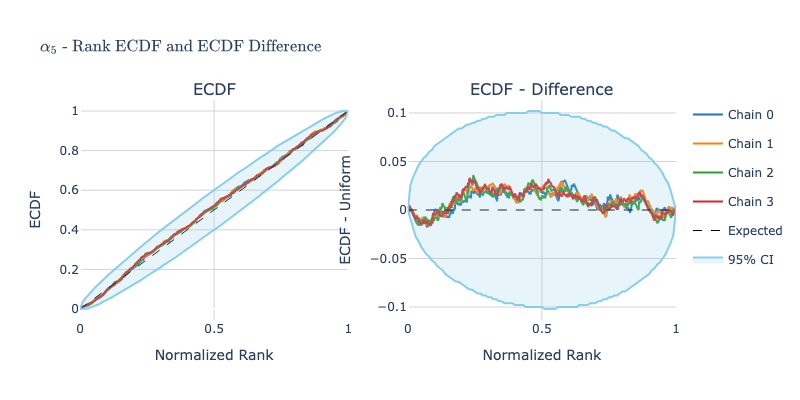 α₅ - Rank ECDF and ECDF Difference
ECDF
ECDF - Difference
1
0.8
0.6
0.4
0.2
0
ECDF
0
0.5
1
Normalized Rank
0.1
0.05
0
−0.05
−0.1
ECDF - Uniform
0
0.5
1
Normalized Rank
Chain 0
Chain 1
Chain 2
Chain 3
Expected
95% CI